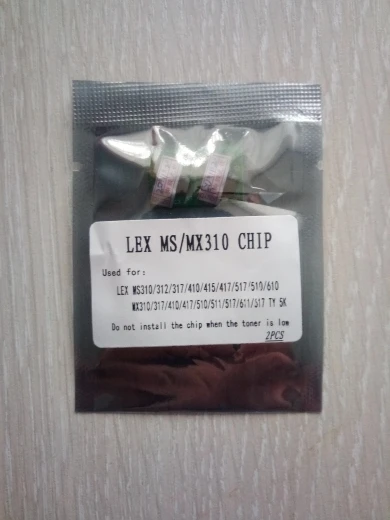 LEX MS/MX310 CHIP
Used for:
LEX MS310/312/317/410/415/417/517/510/610
MX310/317/410/417/510/511/517/611/617 TY 5K
Do not install the chip when the toner is low
2PCS